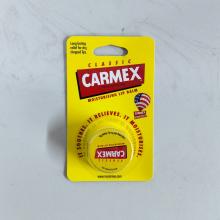 Long lasting
relief for dry
chapped lips.
CLASSIC
CARMEX
MOISTURISING LIP BALM
IT SOOTHES. IT RELIEVES. IT MOISTURISES.
CARMEX